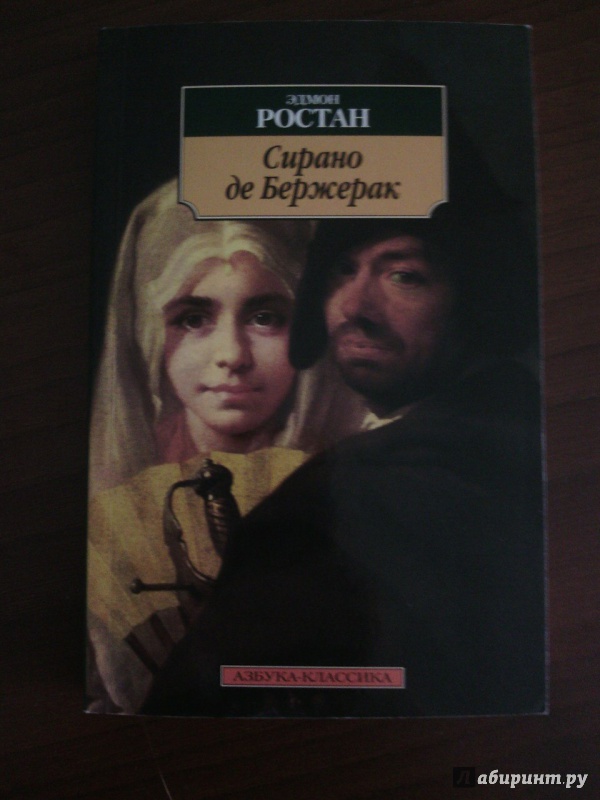 ЭДМОН
РОСТАН
Сирано
де Бержерак
АЗБУКА-КЛАССИКА
лабиринт.ру